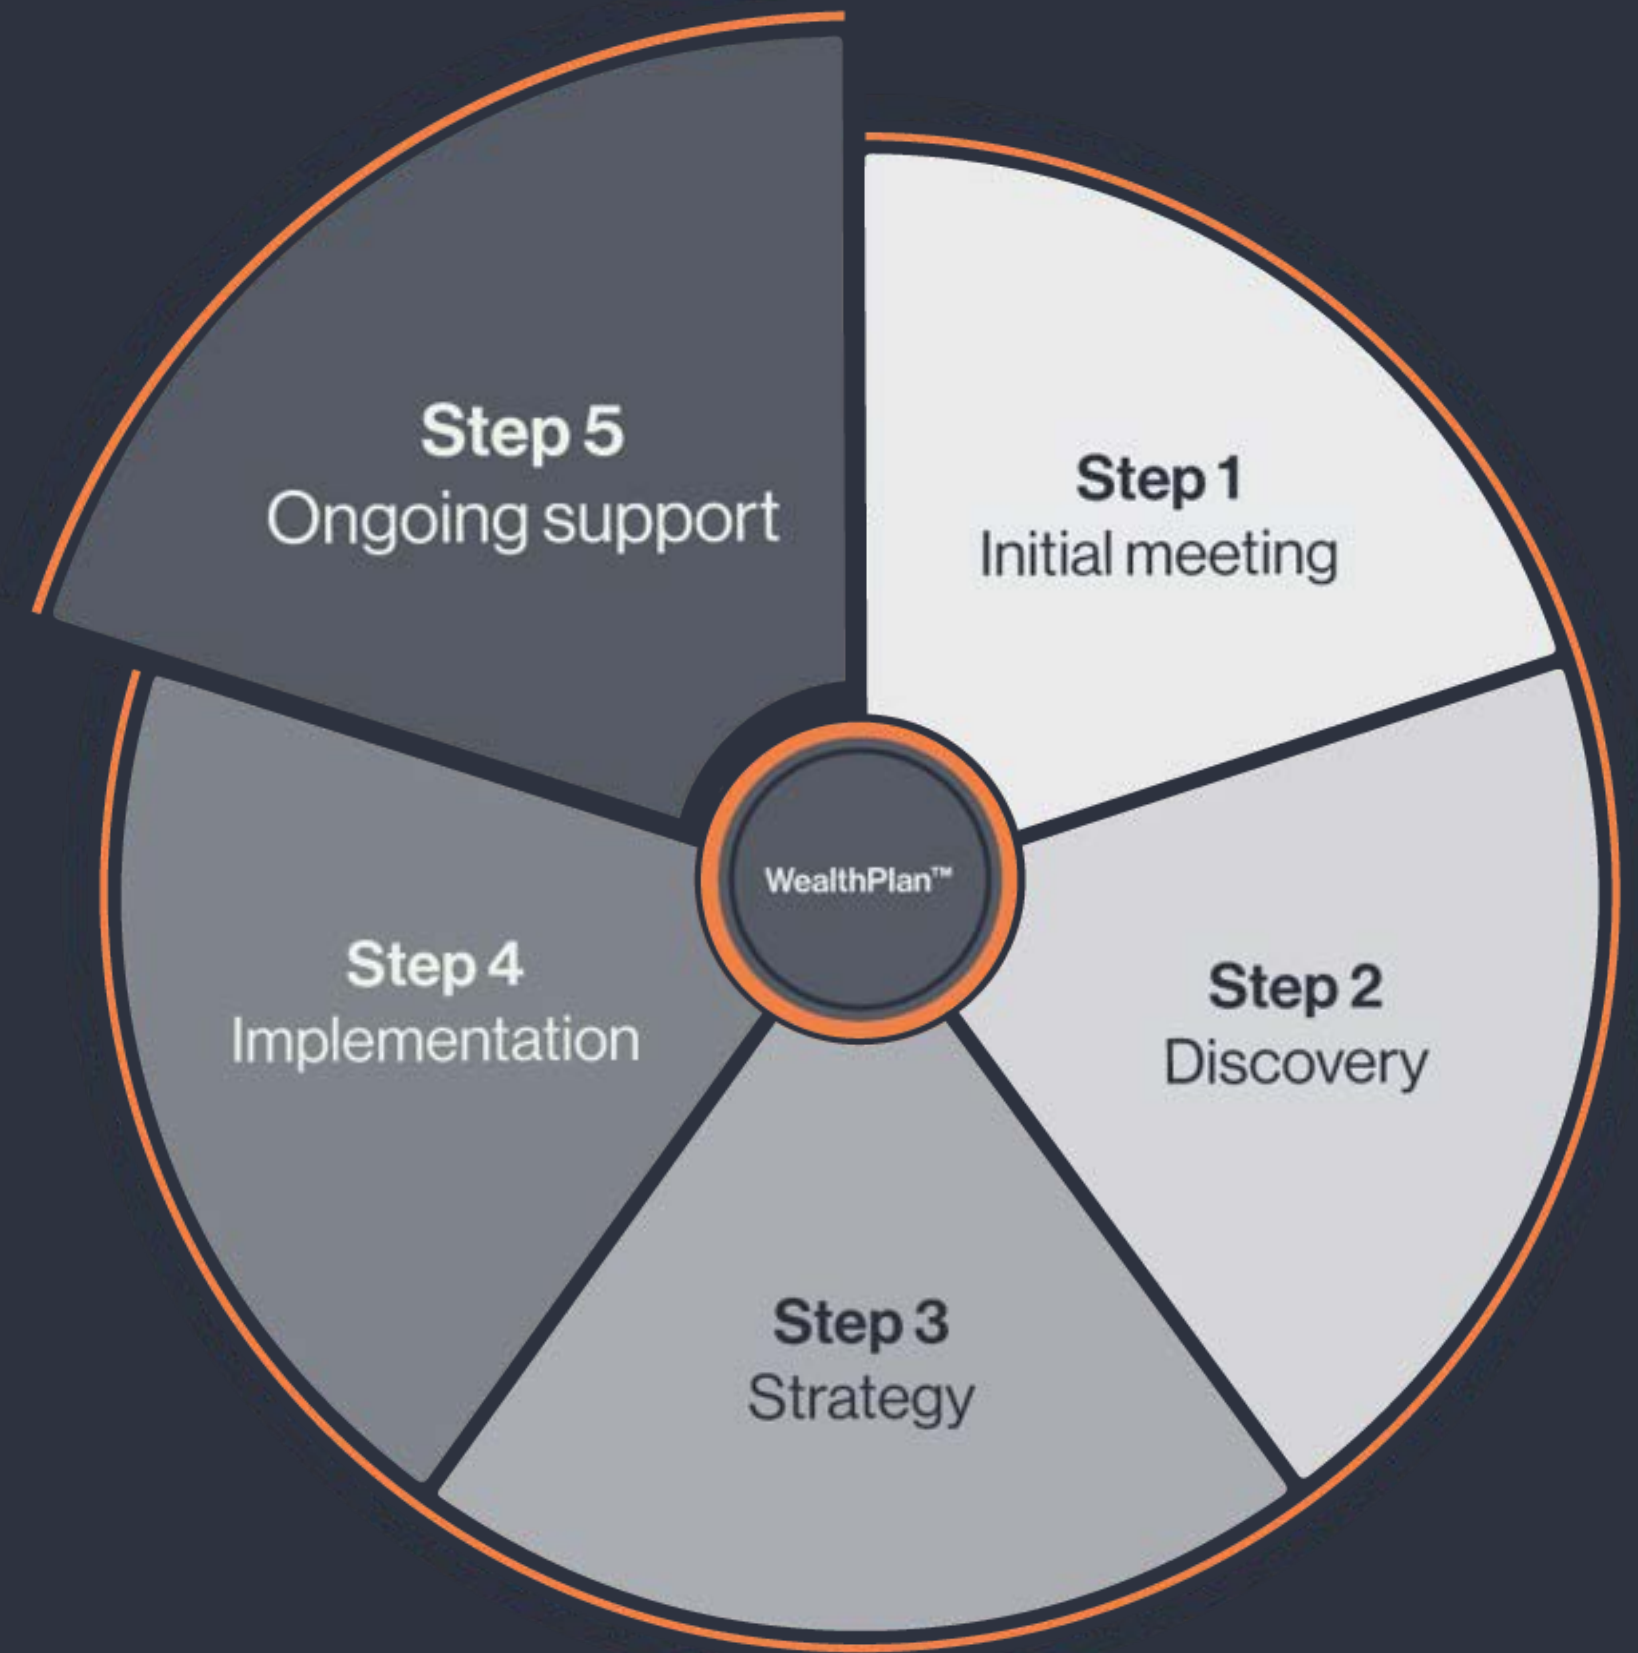 Step 1
Initial meeting
Step 2
Discovery
Step 3
Strategy
Step 4
Implementation
Step 5
Ongoing support
WealthPlan™